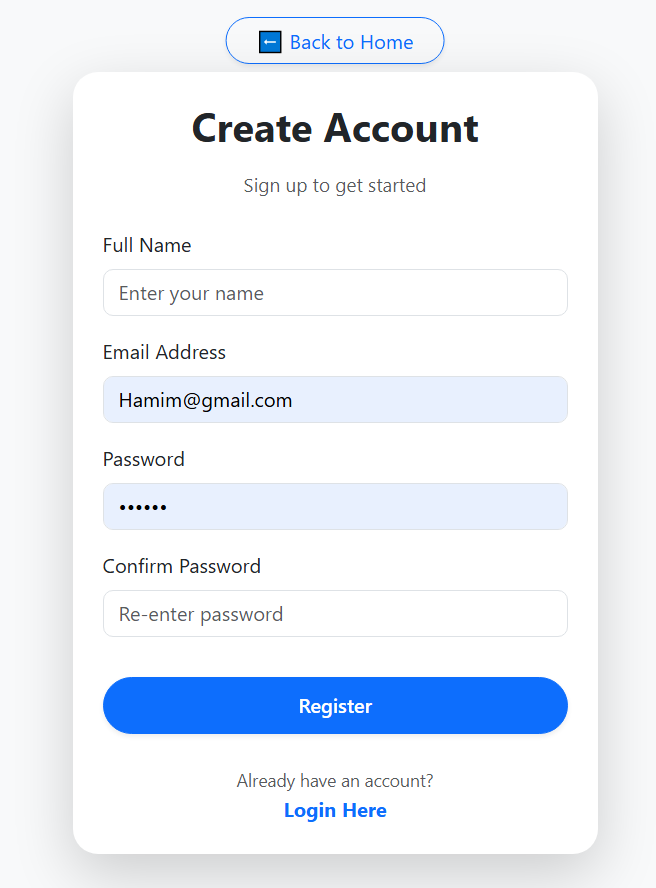 ⬅ Back to Home
Create Account
Sign up to get started
Full Name
Enter your name
Email Address
Hamim@gmail.com
Password
••••••
Confirm Password
Re-enter password
Register
Already have an account?
Login Here